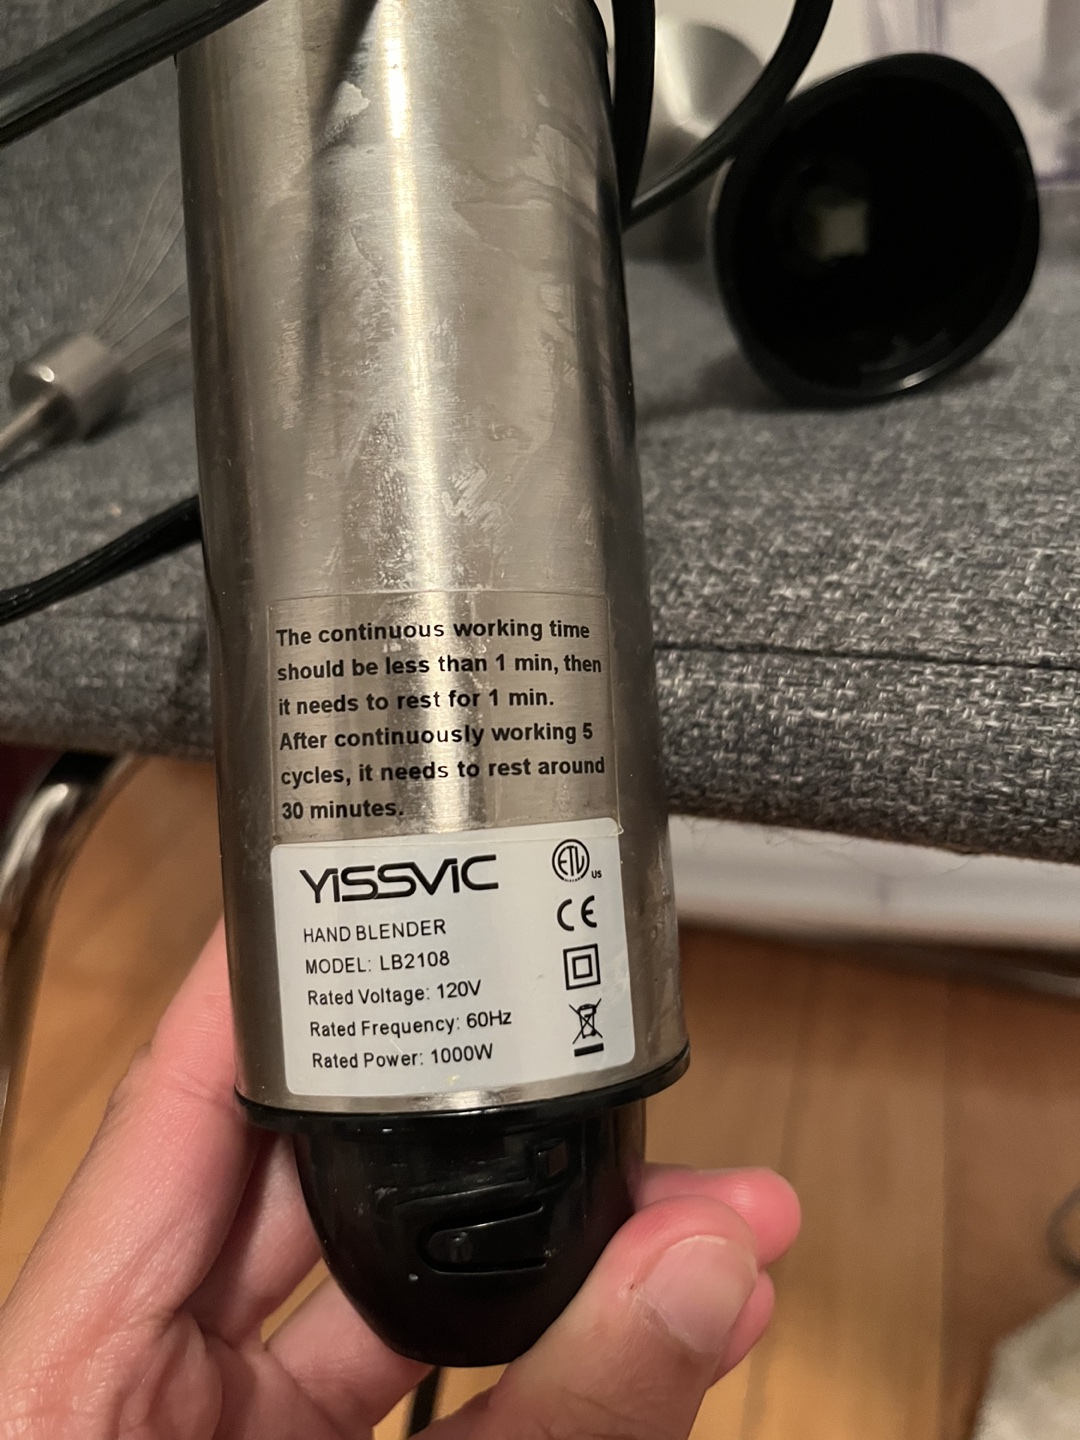 The continuous working time
should be less than 1 min, then
it needs to rest for 1 min.
After continuously working 5
cycles, it needs to rest around
30 minutes.
YISSVIC
ETL US
CE
HAND BLENDER
MODEL: LB2108
Rated Voltage: 120V
Rated Frequency: 60Hz
Rated Power: 1000W